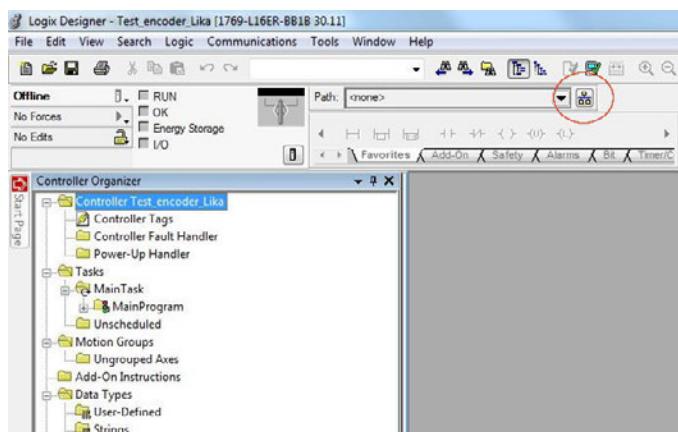 Logix Designer - Test_encoder_Lika [1769-L16ER-BB1B 30.11]
File Edit View Search Logic Communications Tools Window Help
Offline RUN Path: <none>
No Forces OK
No Edits Energy Storage
I/O
Favorites Add-On Safety Alarms Bit Timer/C
Start Page
Controller Organizer
Controller Test_encoder_Lika
Controller Tags
Controller Fault Handler
Power-Up Handler
Tasks
MainTask
MainProgram
Unscheduled
Motion Groups
Ungrouped Axes
Add-On Instructions
Data Types
User-Defined
Strings